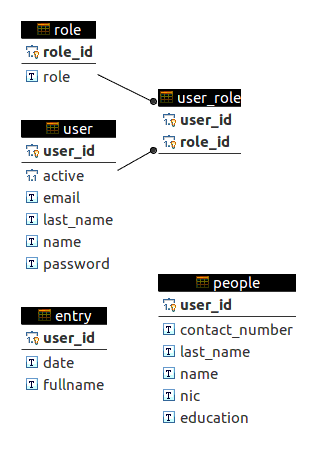 role
role_id
role
user_role
user_id
role_id
user
user_id
active
email
last_name
name
password
people
user_id
contact_number
last_name
name
nic
education
entry
user_id
date
fullname